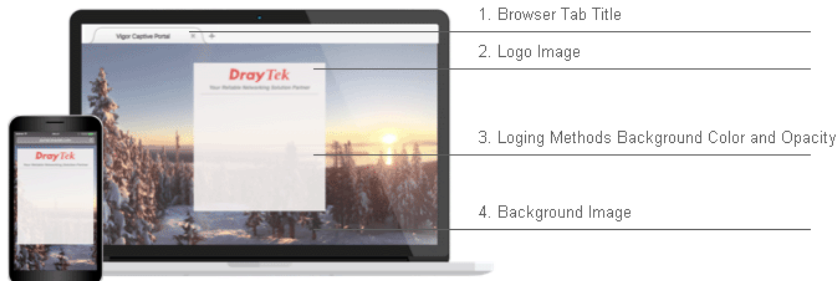 1. Browser Tab Title
Vigor Captive Portal
2. Logo Image
DrayTek
Your Reliable Networking Solution Partner
3. Loging Methods Background Color and Opacity
4. Background Image
DrayTek